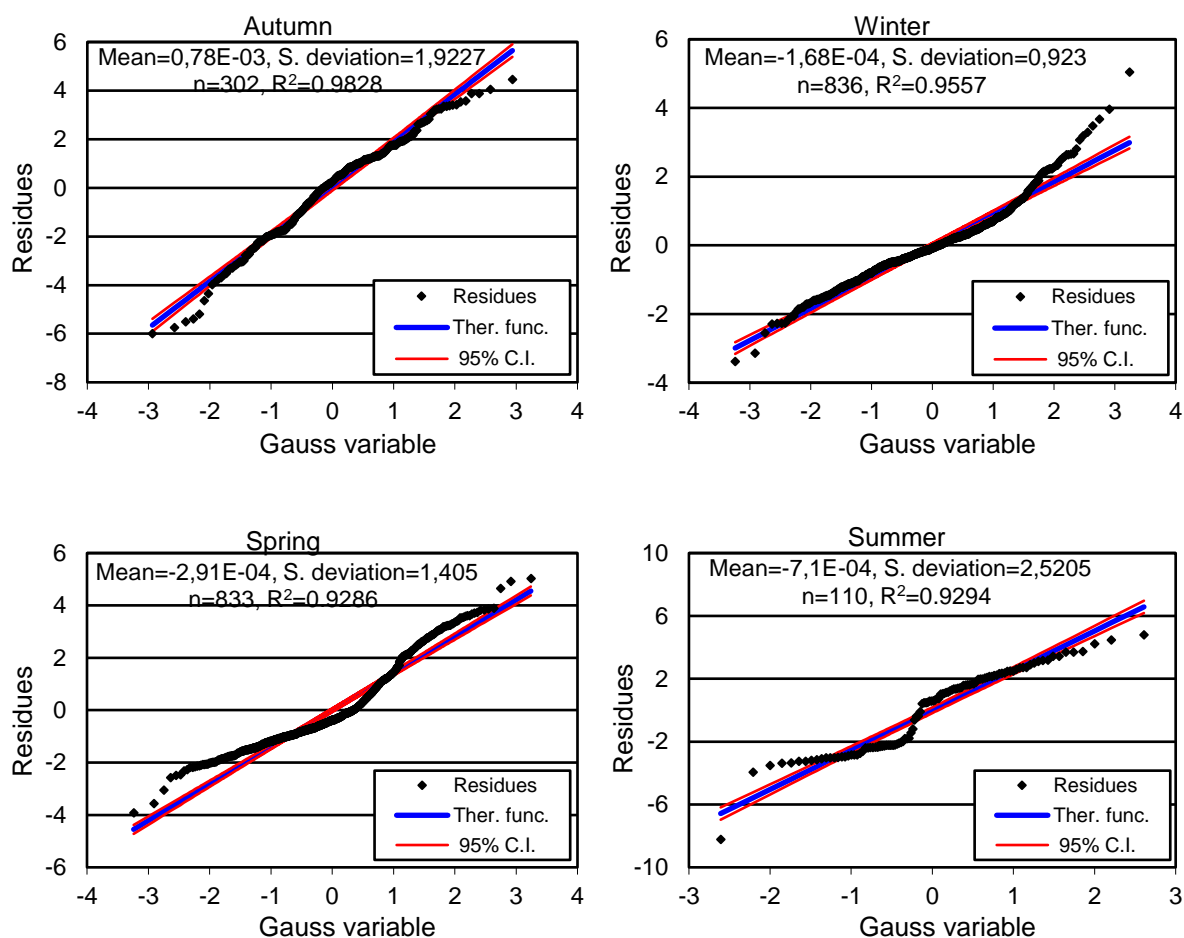 Autumn
Mean=0,78E-03, S. deviation=1,9227
n=302, R²=0.9828
6
4
2
0
-2
-4
-6
-8
Residues
Residues
Ther. func.
95% C.I.
-4 -3 -2 -1 0 1 2 3 4
Gauss variable
Winter
Mean=-1,68E-04, S. deviation=0,923
n=836, R²=0.9557
6
4
2
0
-2
-4
Residues
Residues
Ther. func.
95% C.I.
-4 -3 -2 -1 0 1 2 3 4
Gauss variable
Spring
Mean=-2,91E-04, S. deviation=1,405
n=833, R²=0.9286
6
4
2
0
-2
-4
-6
Residues
Residues
Ther. func.
95% C.I.
-4 -3 -2 -1 0 1 2 3 4
Gauss variable
Summer
Mean=-7,1E-04, S. deviation=2,5205
n=110, R²=0.9294
10
6
2
-2
-6
-10
Residues
Residues
Ther. func.
95% C.I.
-3 -2 -1 0 1 2 3
Gauss variable